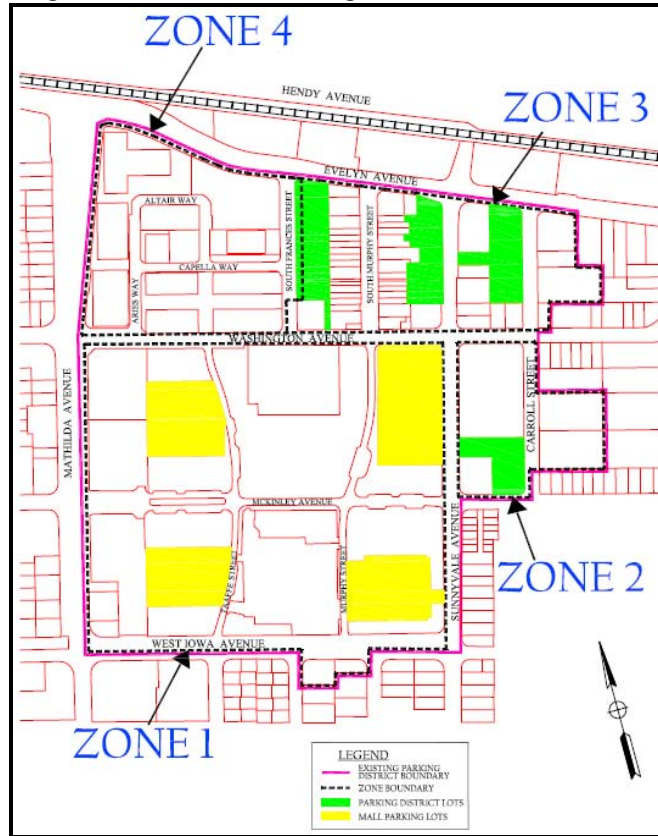 ZONE 4
HENDY AVENUE
ZONE 3
EVELYN AVENUE
ALTAIR WAY
SOUTH FRANCES STREET
SOUTH MURPHY STREET
CAPELLA WAY
ARIES WAY
WASHINGTON AVENUE
MATHILDA AVENUE
CARROLL STREET
MCKINLEY AVENUE
SUNNYVALE AVENUE
ZONE 2
TAAFFE STREET
MURPHY STREET
WEST IOWA AVENUE
ZONE 1
LEGEND
EXISTING PARKING
DISTRICT BOUNDARY
ZONE BOUNDARY
PARKING DISTRICT LOTS
MALL PARKING LOTS